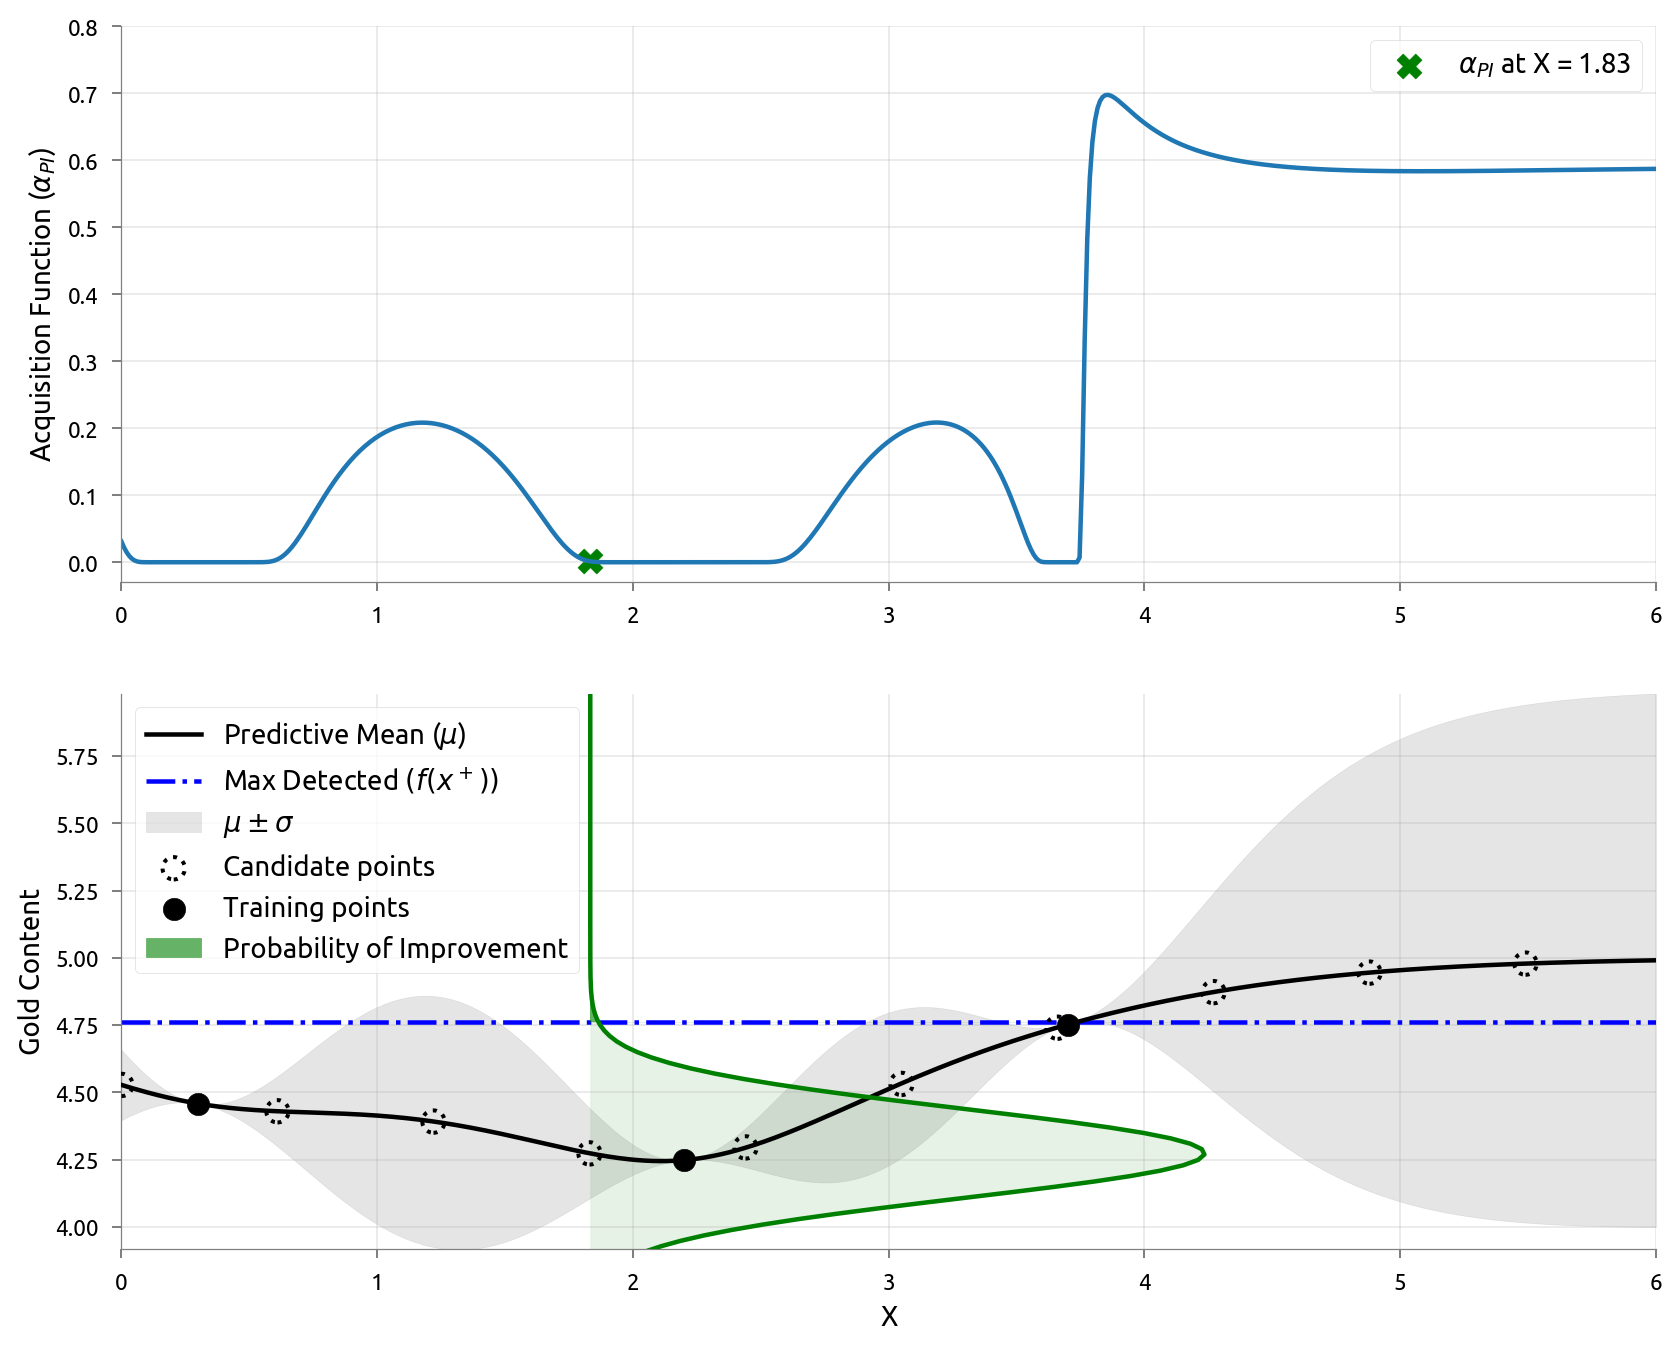 0.8
0.7
0.6
0.5
0.4
0.3
0.2
0.1
0.0
Acquisition Function (α_PI)
α_PI at X = 1.83
0 1 2 3 4 5 6
5.75
5.50
5.25
5.00
4.75
4.50
4.25
4.00
Gold Content
Predictive Mean (μ)
Max Detected (f(x⁺))
μ ± σ
Candidate points
Training points
Probability of Improvement
0 1 2 3 4 5 6
X